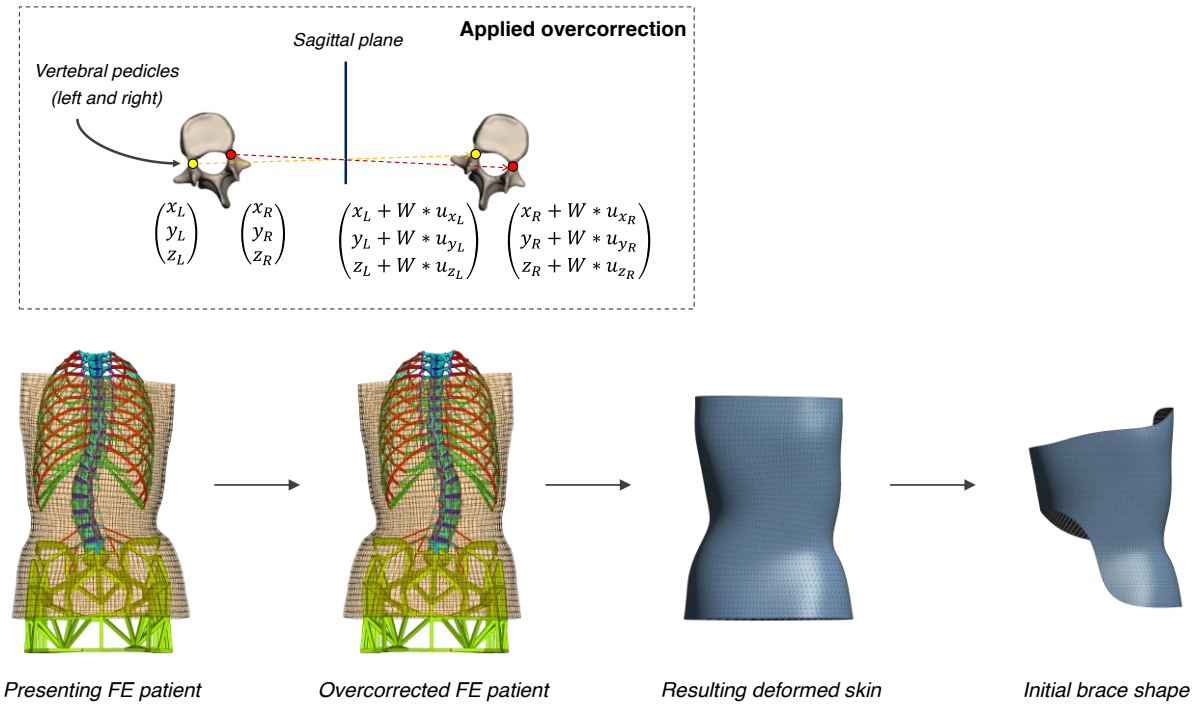 Applied overcorrection
Sagittal plane
Vertebral pedicles
(left and right)
x_L
y_L
z_L
x_R
y_R
z_R
x_L + W * u_{x_L}
y_L + W * u_{y_L}
z_L + W * u_{z_L}
x_R + W * u_{x_R}
y_R + W * u_{y_R}
z_R + W * u_{z_R}
Presenting FE patient
Overcorrected FE patient
Resulting deformed skin
Initial brace shape